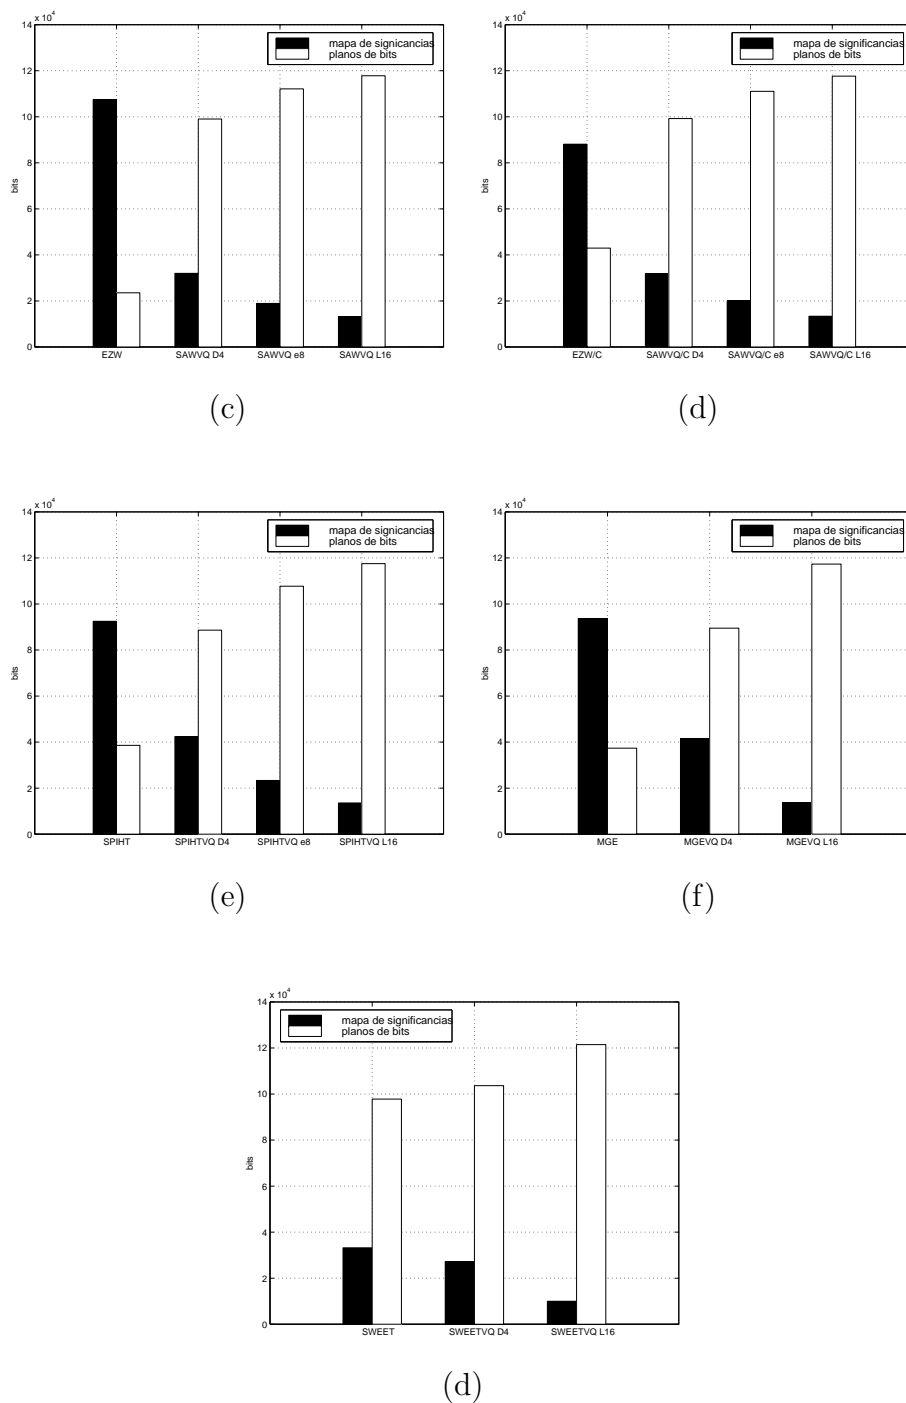 x 10^4
14
12
10
8
6
4
2
0
bits
mapa de signicancias
planos de bits
EZW SAWVQ D4 SAWVQ e8 SAWVQ L16
(c)
x 10^4
14
12
10
8
6
4
2
0
bits
mapa de significancias
planos de bits
EZW/C SAWVQ/C D4 SAWVQ/C e8 SAWVQ/C L16
(d)
x 10^4
14
12
10
8
6
4
2
0
bits
mapa de signicancias
planos de bits
SPIHT SPIHTVQ D4 SPIHTVQ e8 SPIHTVQ L16
(e)
x 10^4
14
12
10
8
6
4
2
0
bits
mapa de significancias
planos de bits
MGE MGEVQ D4 MGEVQ L16
(f)
x 10^4
14
12
10
8
6
4
2
0
bits
mapa de significancias
planos de bits
SWEET SWEETVQ D4 SWEETVQ L16
(d)